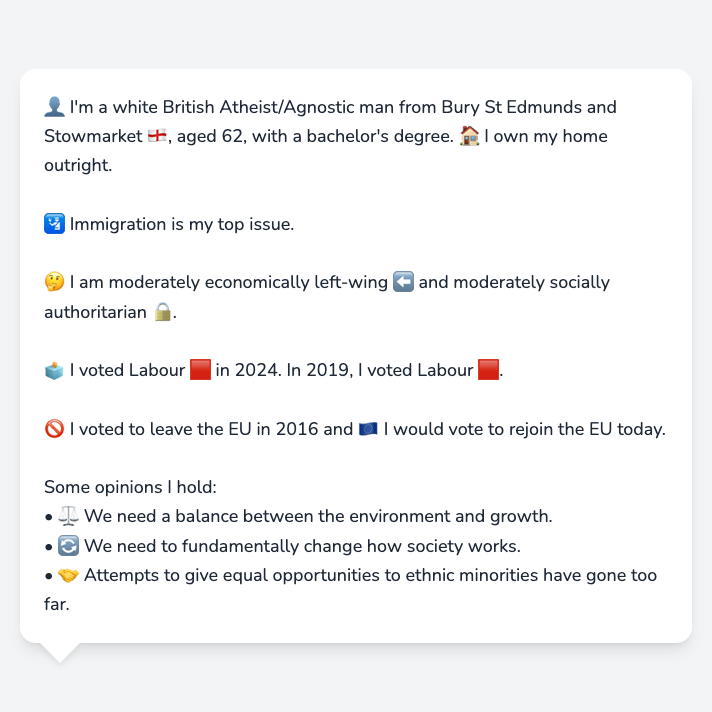 👤 I'm a white British Atheist/Agnostic man from Bury St Edmunds and
Stowmarket 🏴󠁧󠁢󠁥󠁮󠁧󠁿, aged 62, with a bachelor's degree. 🏠 I own my home
outright.
🛂 Immigration is my top issue.
🤔 I am moderately economically left-wing ⬅️ and moderately socially
authoritarian 🔒.
🗳️ I voted Labour 🟥 in 2024. In 2019, I voted Labour 🟥.
🚫 I voted to leave the EU in 2016 and 🇪🇺 I would vote to rejoin the EU today.
Some opinions I hold:
• ⚖️ We need a balance between the environment and growth.
• 🔄 We need to fundamentally change how society works.
• 🤝 Attempts to give equal opportunities to ethnic minorities have gone too
far.